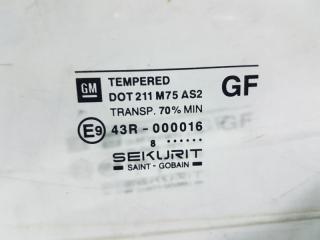 GM TEMPERED GF
DOT 211 M75 AS2
TRANSP. 70% MIN
E9 43R - 000016
8 ......
SEKURIT
SAINT - GOBAIN